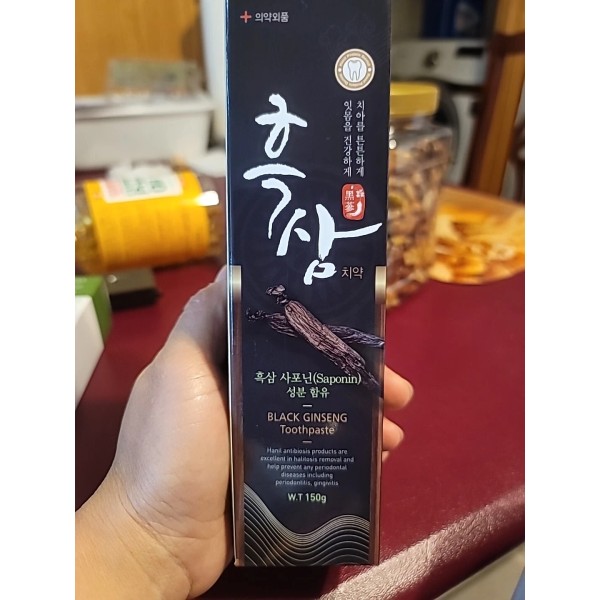 의약외품
치아를 튼튼하게
잇몸을 건강하게
흑삼
치약
黑蔘
흑삼 사포닌(Saponin)
성분 함유
BLACK GINSENG
Toothpaste
Hanil antibiosis products are
excellent in halitosis removal and
help prevent any periodontal
diseases including
periodontitis, gingivitis
W.T 150g